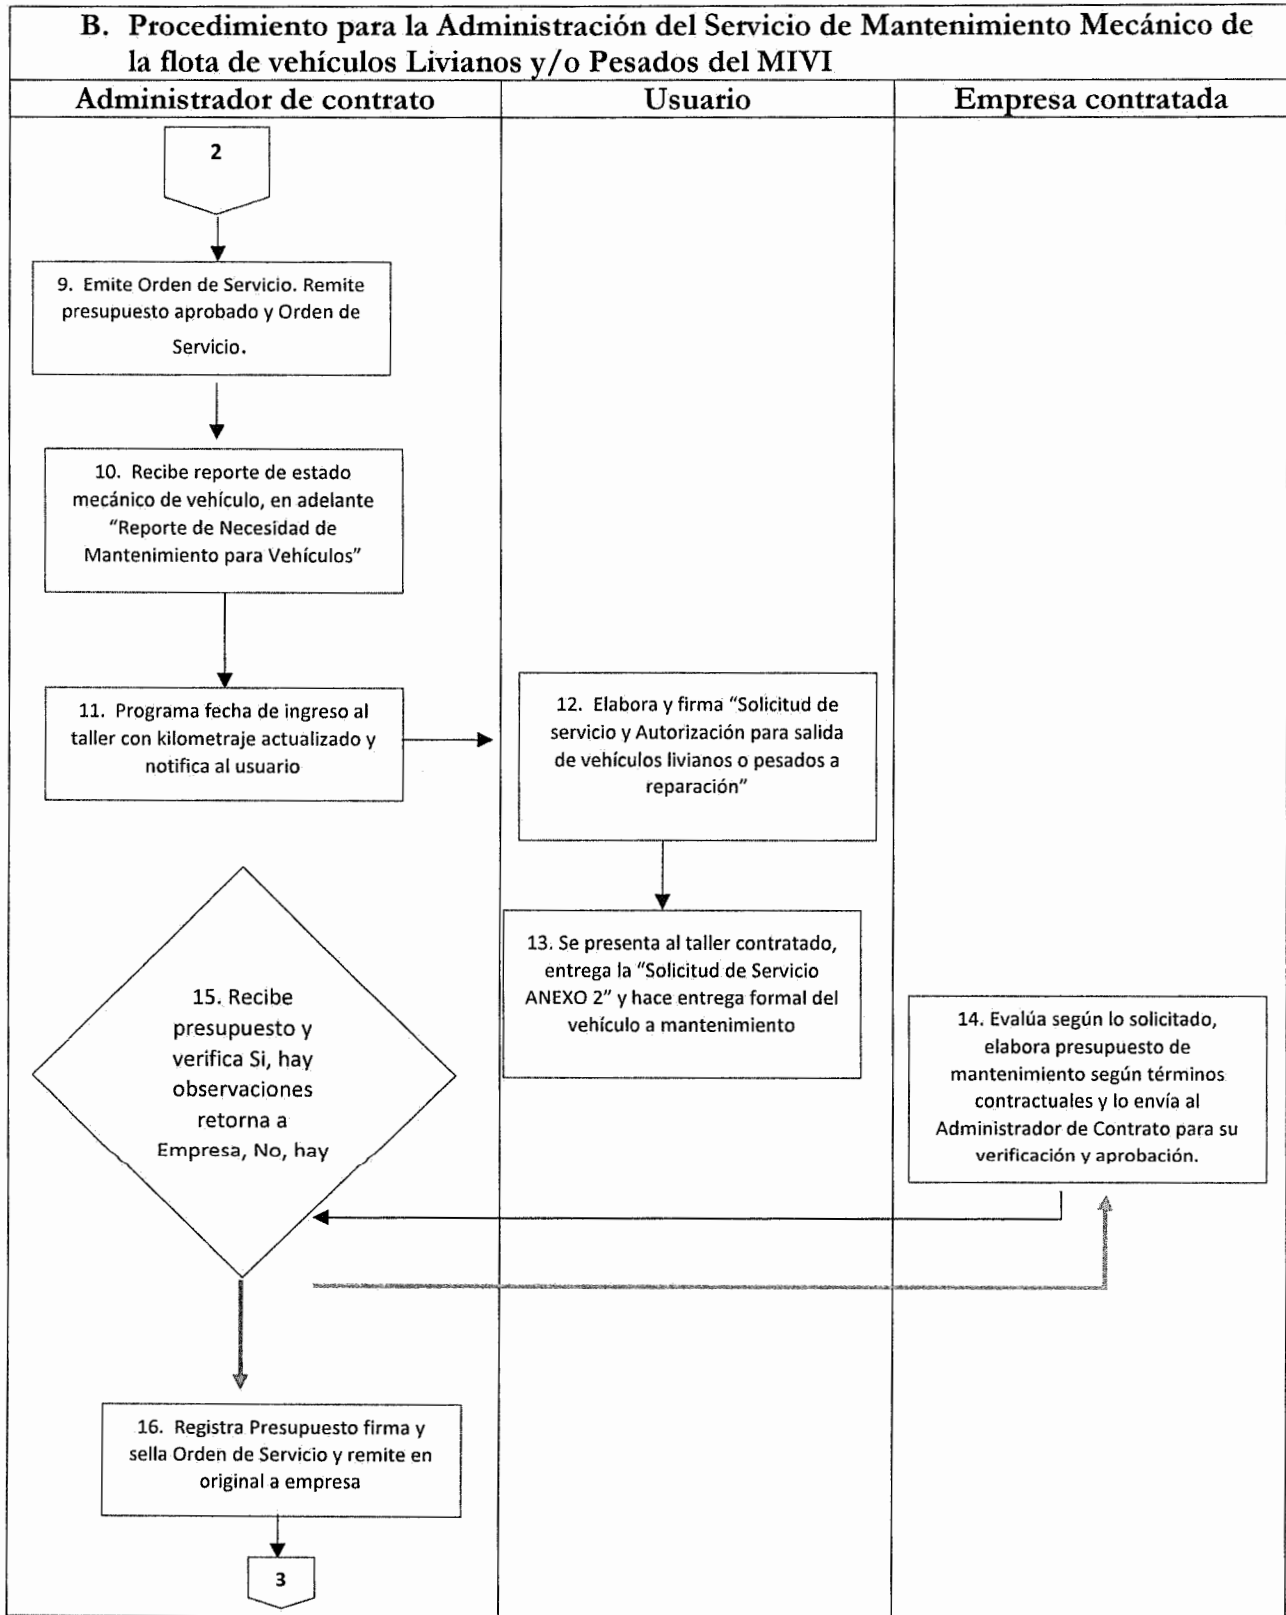 B. Procedimiento para la Administración del Servicio de Mantenimiento Mecánico de
la flota de vehículos Livianos y/o Pesados del MIVI
Administrador de contrato
Usuario
Empresa contratada
2
9. Emite Orden de Servicio. Remite
presupuesto aprobado y Orden de
Servicio.
10. Recibe reporte de estado
mecánico de vehículo, en adelante
“Reporte de Necesidad de
Mantenimiento para Vehículos”
11. Programa fecha de ingreso al
taller con kilometraje actualizado y
notifica al usuario
12. Elabora y firma “Solicitud de
servicio y Autorización para salida
de vehículos livianos o pesados a
reparación”
13. Se presenta al taller contratado,
entrega la “Solicitud de Servicio
ANEXO 2” y hace entrega formal del
vehículo a mantenimiento
14. Evalúa según lo solicitado,
elabora presupuesto de
mantenimiento según términos
contractuales y lo envía al
Administrador de Contrato para su
verificación y aprobación.
15. Recibe
presupuesto y
verifica Si, hay
observaciones
retorna a
Empresa, No, hay
16. Registra Presupuesto firma y
sella Orden de Servicio y remite en
original a empresa
3